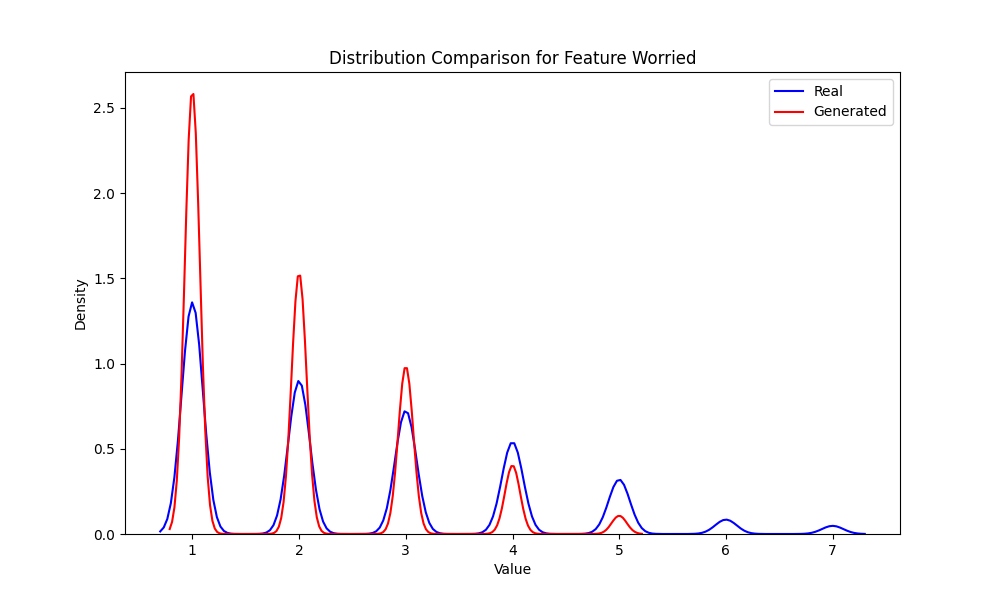 Distribution Comparison for Feature Worried
Real
Generated
2.5
2.0
1.5
1.0
0.5
0.0
Density
1 2 3 4 5 6 7
Value